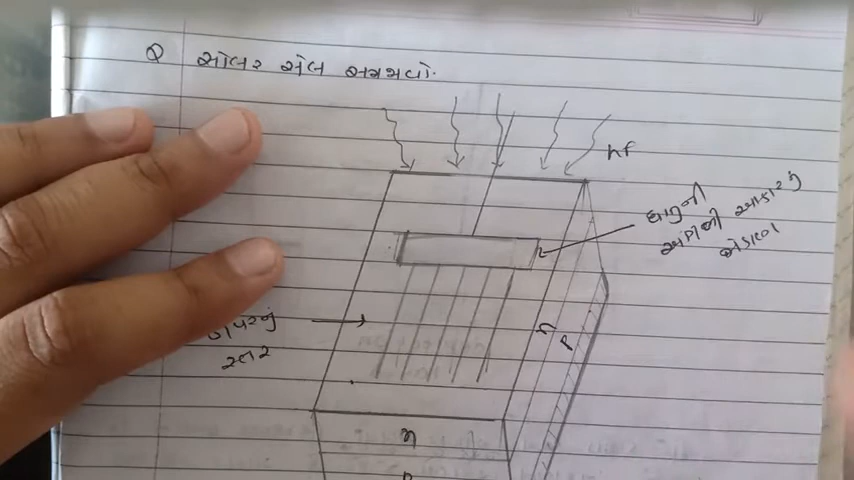 Q સોલર સેલ સમજાવો.
hf
ધાતુની
આંગળી આકારનું
જોડાણ
ઉપરનું
સ્તર
n
P
n
P